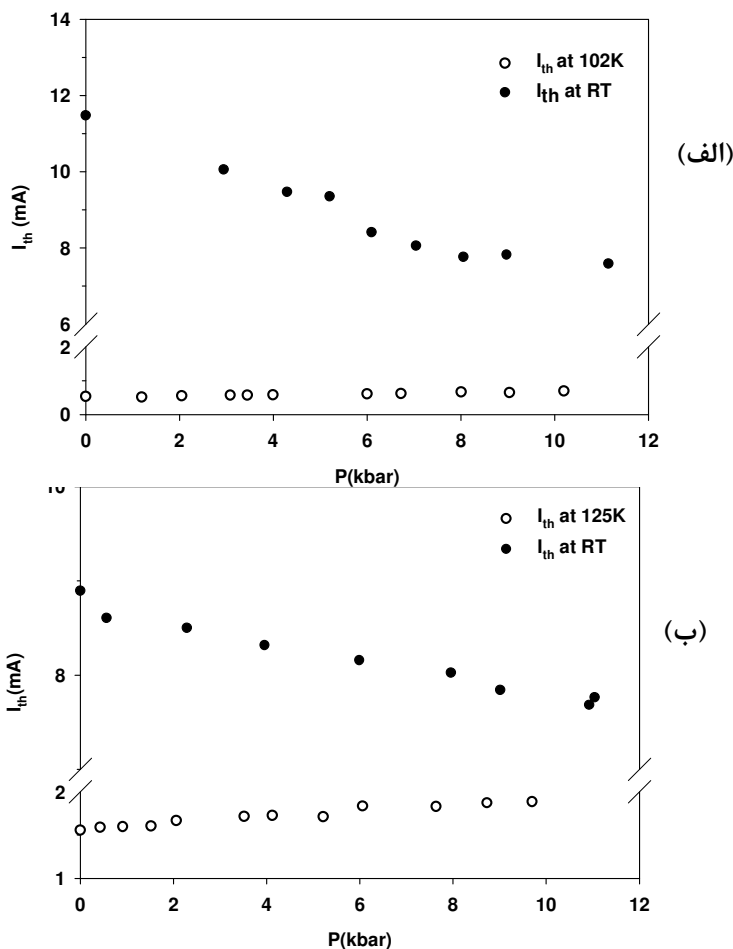 14
12
10
8
6
2
0
I_th (mA)
I_th at 102K
I_th at RT
(الف)
0 2 4 6 8 10 12
P(kbar)
10
8
2
1
I_th(mA)
I_th at 125K
I_th at RT
(ب)
0 2 4 6 8 10 12
P(kbar)